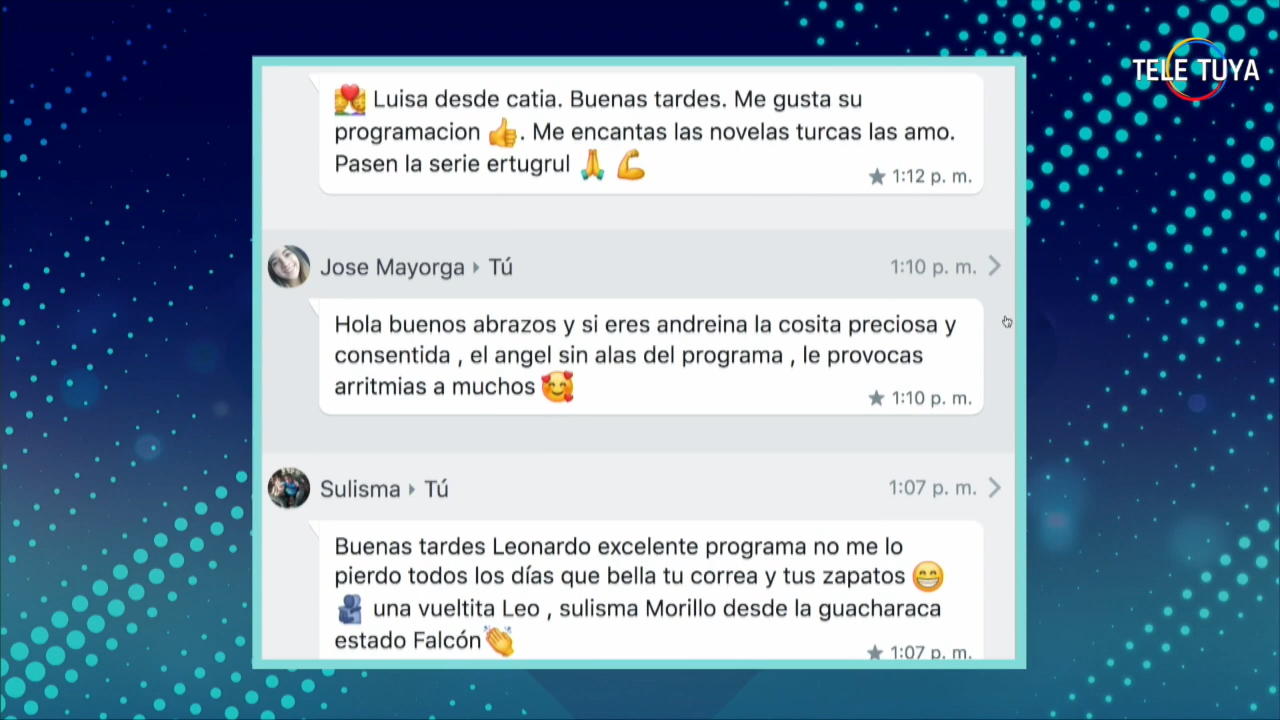 TELE TUYA
Luisa desde catia. Buenas tardes. Me gusta su
programacion 👍. Me encantas las novelas turcas las amo.
Pasen la serie ertugrul 🙏 💪
★ 1:12 p. m.
Jose Mayorga ▸ Tú 1:10 p. m. >
Hola buenos abrazos y si eres andreina la cosita preciosa y
consentida , el angel sin alas del programa , le provocas
arritmias a muchos 🥰
★ 1:10 p. m.
Sulisma ▸ Tú 1:07 p. m. >
Buenas tardes Leonardo excelente programa no me lo
pierdo todos los días que bella tu correa y tus zapatos 😁
🫂 una vueltita Leo , sulisma Morillo desde la guacharaca
estado Falcón👏
★ 1:07 p. m.